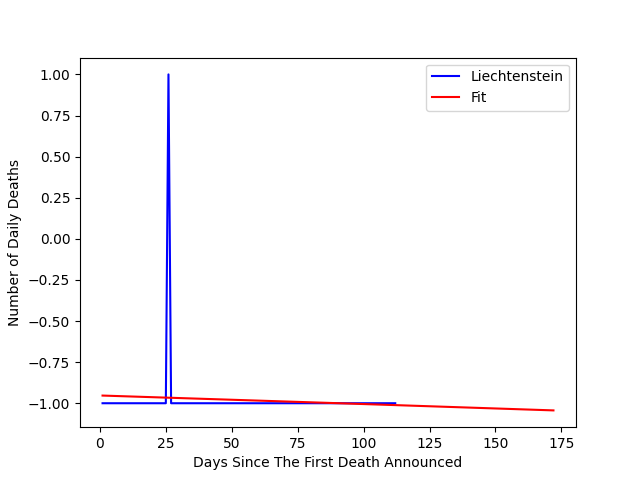 Liechtenstein
Fit
1.00
0.75
0.50
0.25
0.00
−0.25
−0.50
−0.75
−1.00
Number of Daily Deaths
0 25 50 75 100 125 150 175
Days Since The First Death Announced